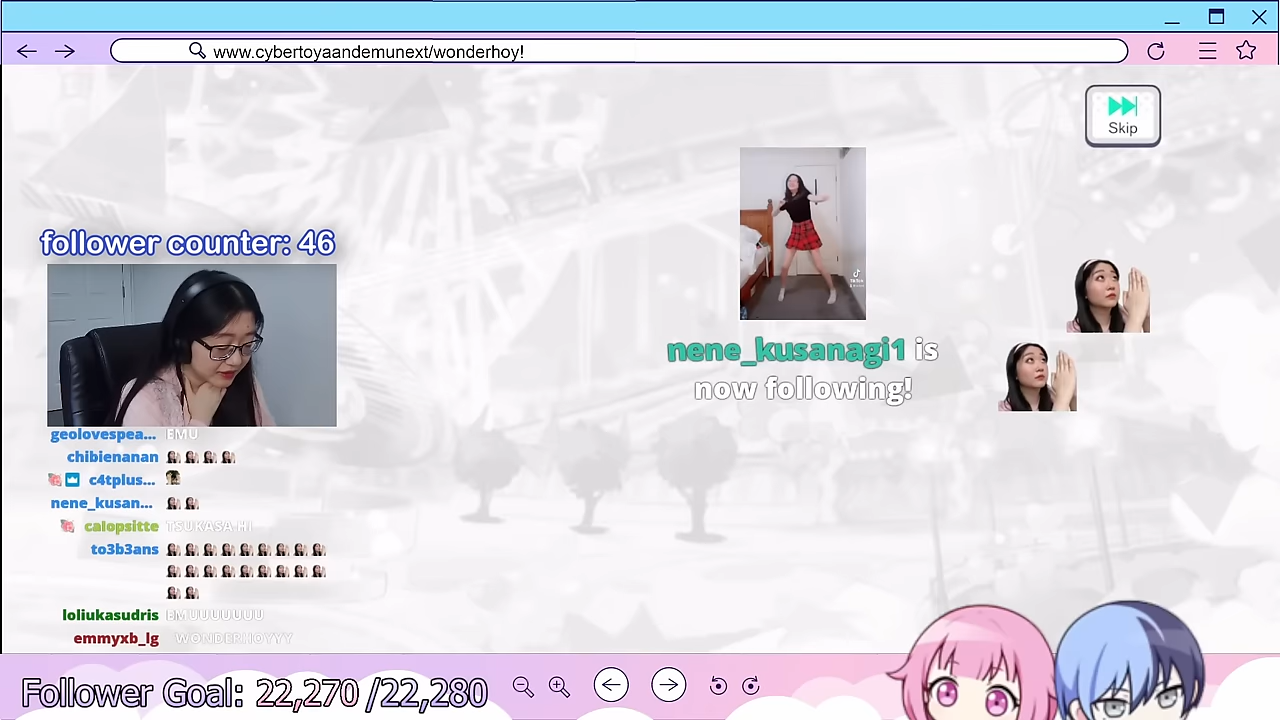 www.cybertoyaandemunext/wonderhoy!
Skip
follower counter: 46
TikTok
nene_kusanagi1 is
now following!
geolovespea... EMU
chibienanan
c4tplus...
nene_kusan...
calopsitte TSUKASA HI
to3b3ans
loliukasudris EMUUUUUUU
emmyxb_lg WONDERHOYYY
Follower Goal: 22,270 /22,280